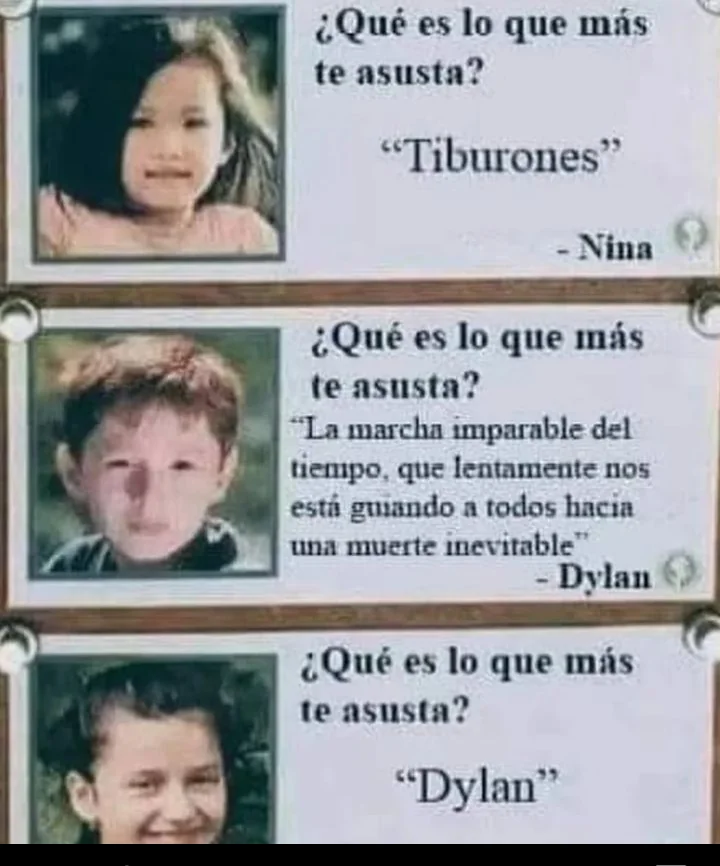 ¿Qué es lo que más
te asusta?
“Tiburones”
- Nina
¿Qué es lo que más
te asusta?
“La marcha imparable del
tiempo, que lentamente nos
está guiando a todos hacia
una muerte inevitable”
- Dylan
¿Qué es lo que más
te asusta?
“Dylan”